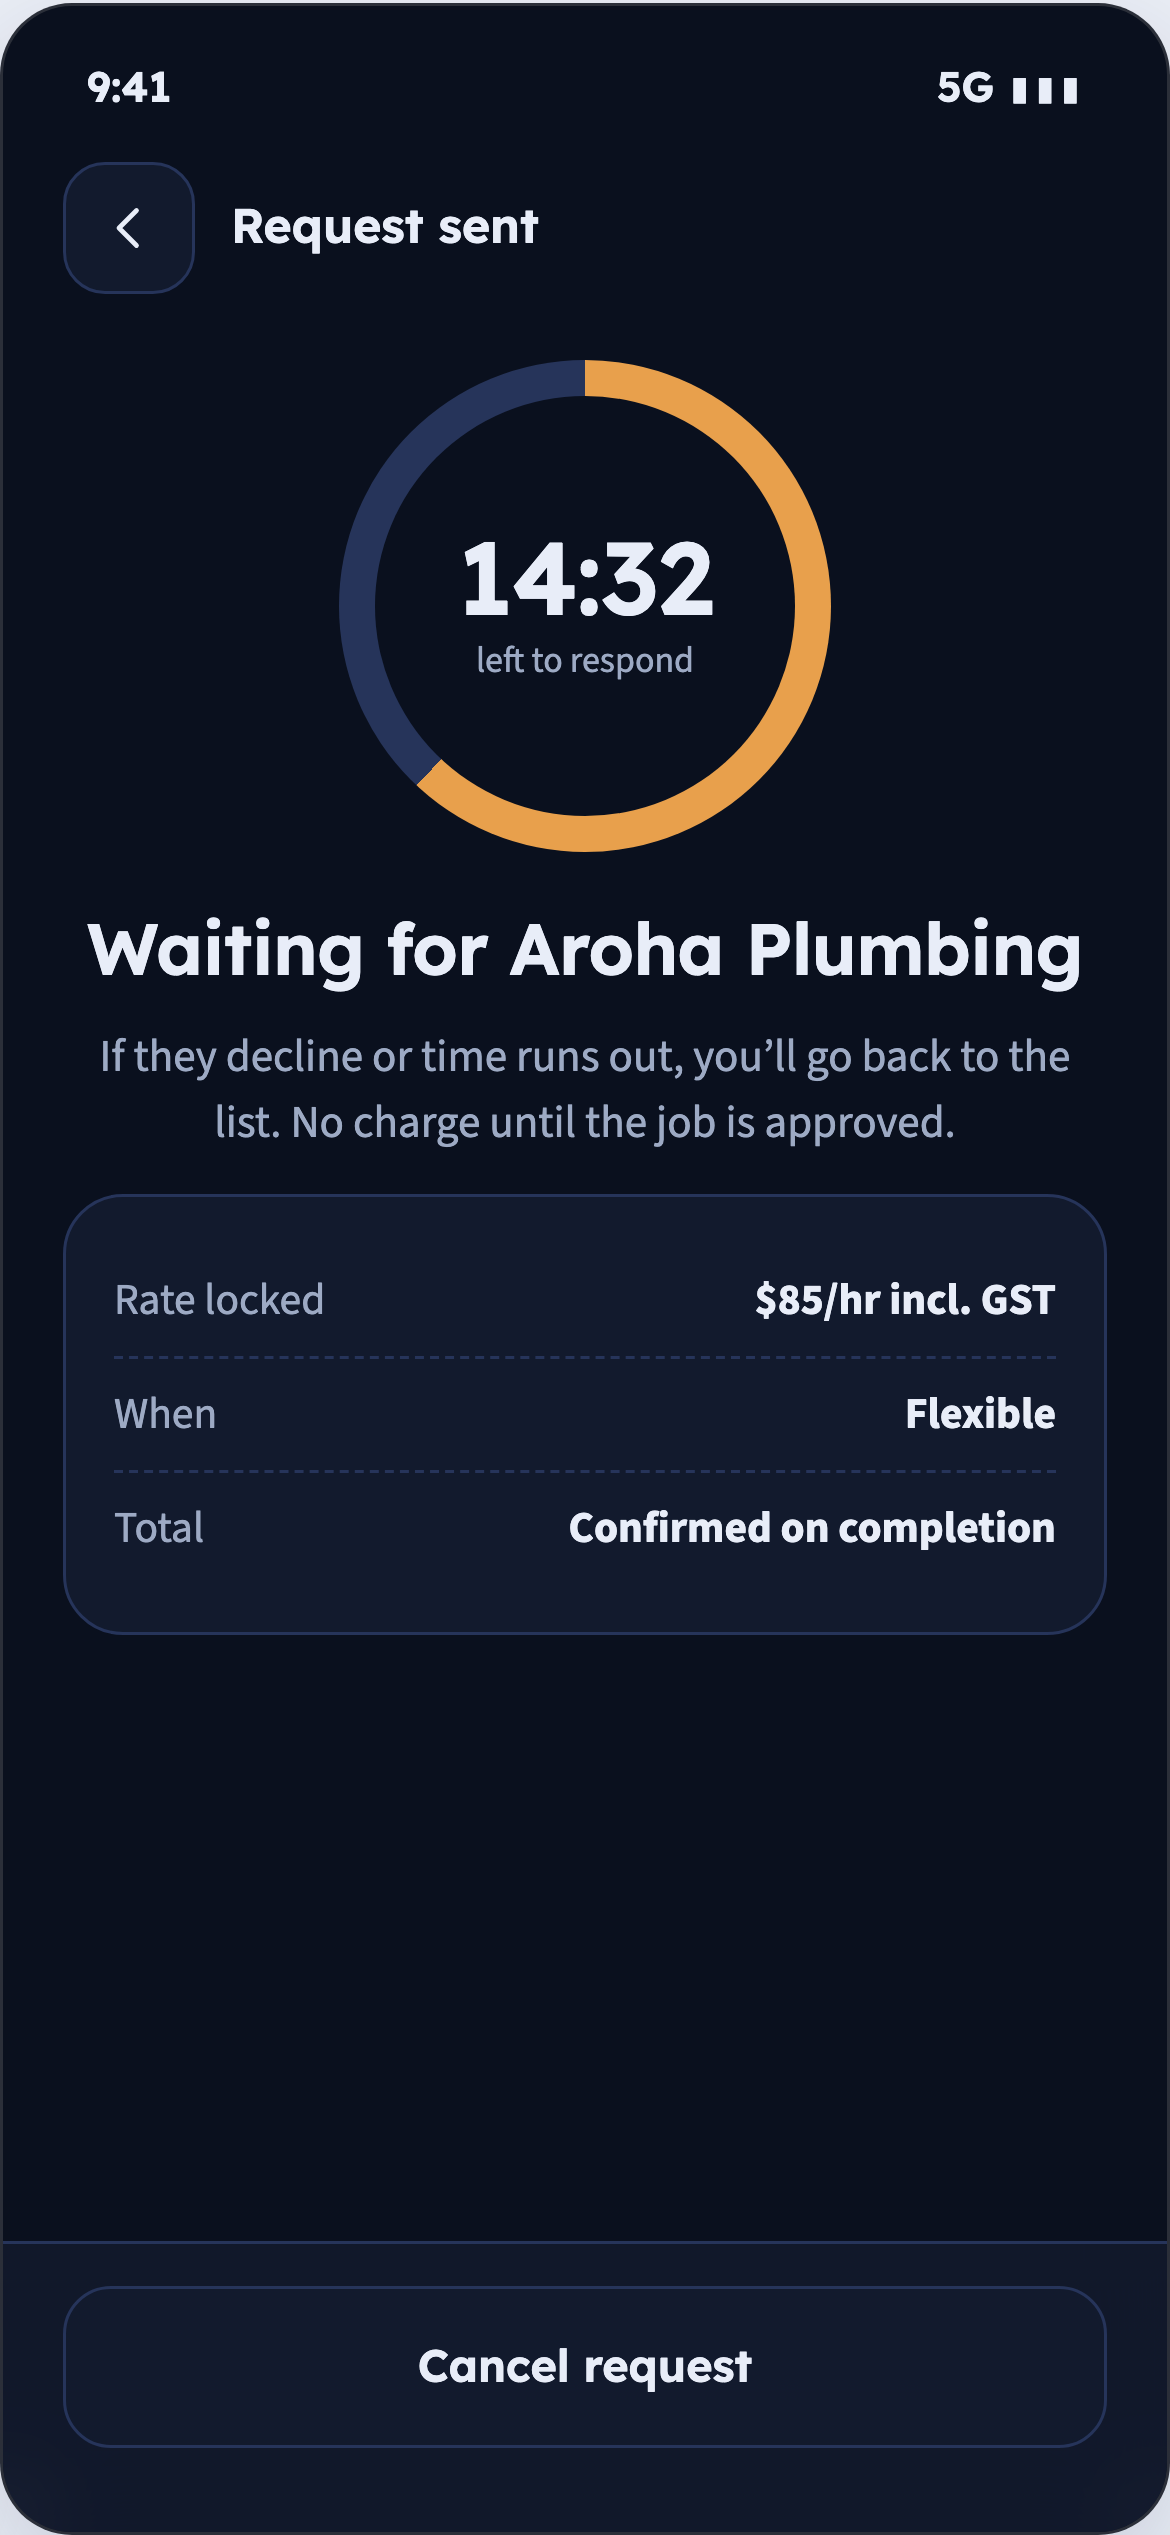 9:41 5G
Request sent
14:32
left to respond
Waiting for Aroha Plumbing
If they decline or time runs out, you’ll go back to the
list. No charge until the job is approved.
Rate locked $85/hr incl. GST
When Flexible
Total Confirmed on completion
Cancel request